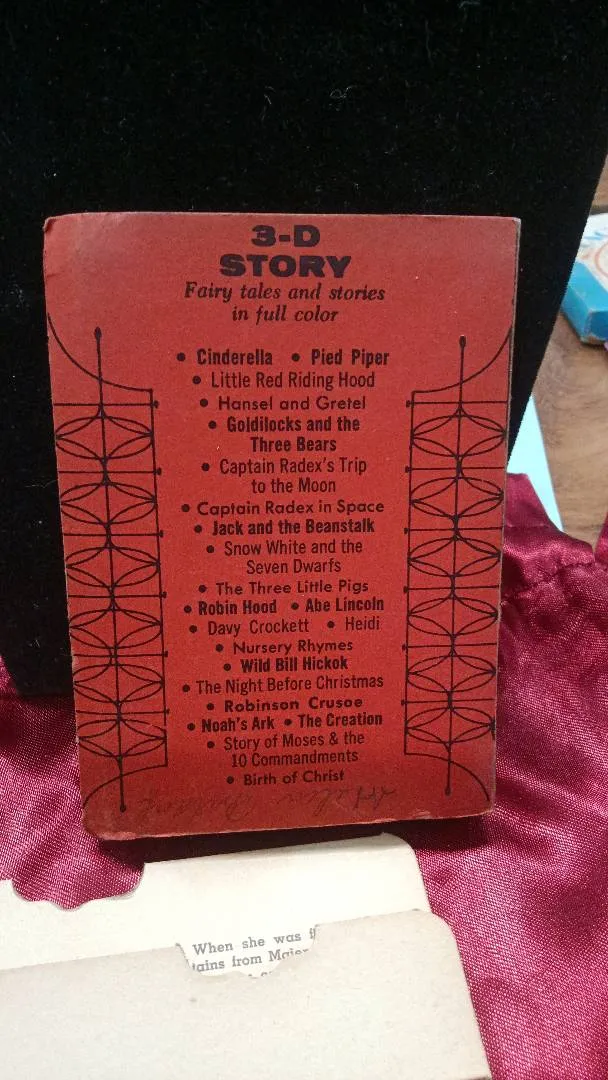 3-D
STORY
Fairy tales and stories
in full color
• Cinderella • Pied Piper
• Little Red Riding Hood
• Hansel and Gretel
• Goldilocks and the
Three Bears
• Captain Radex's Trip
to the Moon
• Captain Radex in Space
• Jack and the Beanstalk
• Snow White and the
Seven Dwarfs
• The Three Little Pigs
• Robin Hood • Abe Lincoln
• Davy Crockett • Heidi
• Nursery Rhymes
• Wild Bill Hickok
• The Night Before Christmas
• Robinson Crusoe
• Noah's Ark • The Creation
• Story of Moses & the
10 Commandments
• Birth of Christ
When she was
tains from